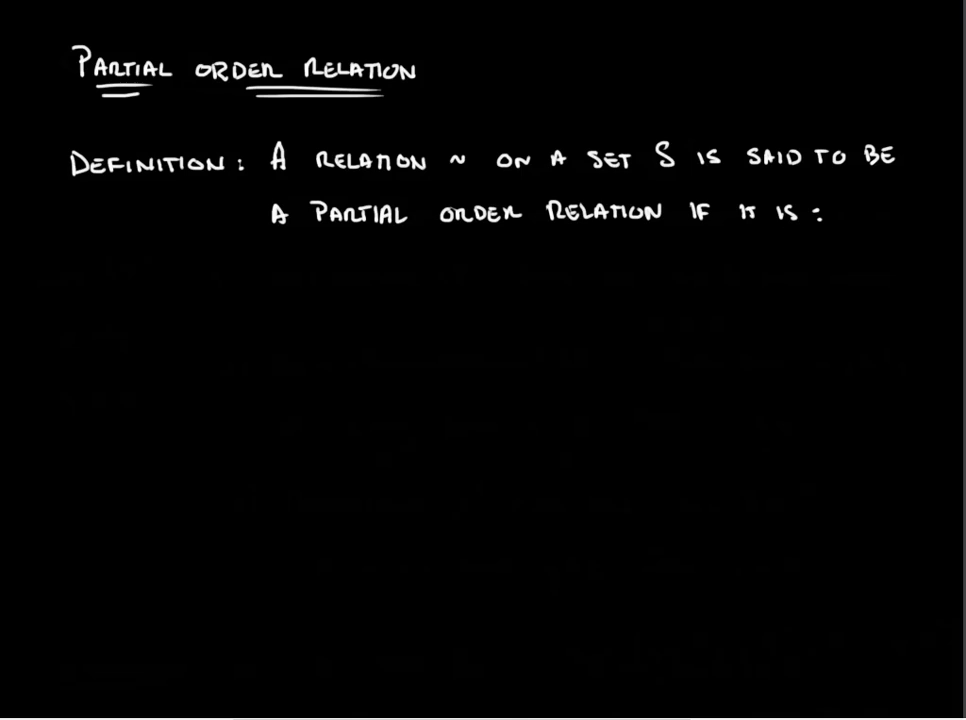 PARTIAL ORDER RELATION
DEFINITION: A RELATION ~ ON A SET S IS SAID TO BE
A PARTIAL ORDER RELATION IF IT IS :